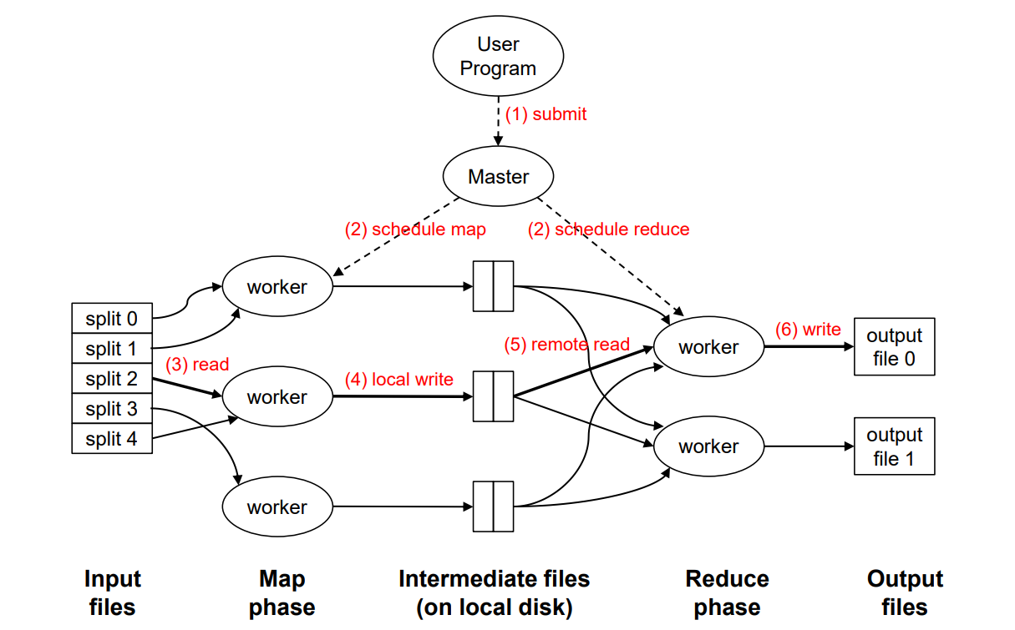 User
Program
(1) submit
Master
(2) schedule map
(2) schedule reduce
worker
split 0
split 1
split 2
split 3
split 4
(3) read
worker
(4) local write
worker
(5) remote read
worker
(6) write
output
file 0
worker
output
file 1
Input
files
Map
phase
Intermediate files
(on local disk)
Reduce
phase
Output
files